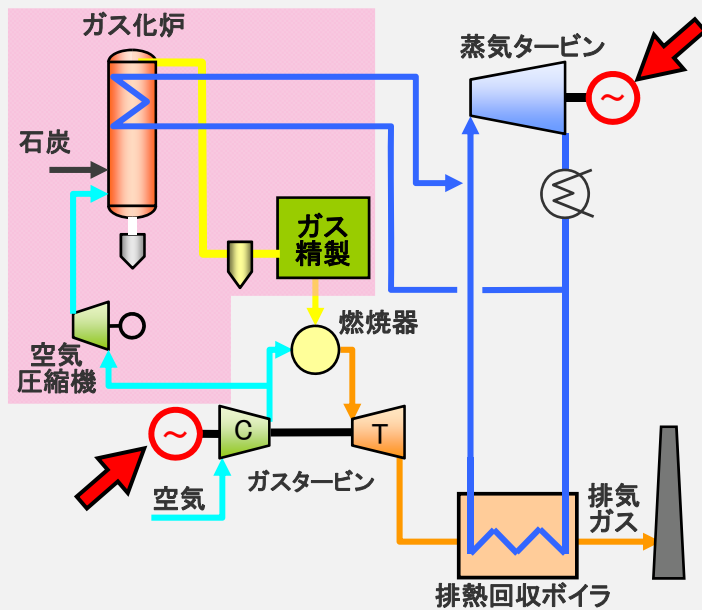 ガス化炉
蒸気タービン
～
石炭
ガス
精製
燃焼器
空気
圧縮機
～
C
T
ガスタービン
空気
排気
ガス
排熱回収ボイラ